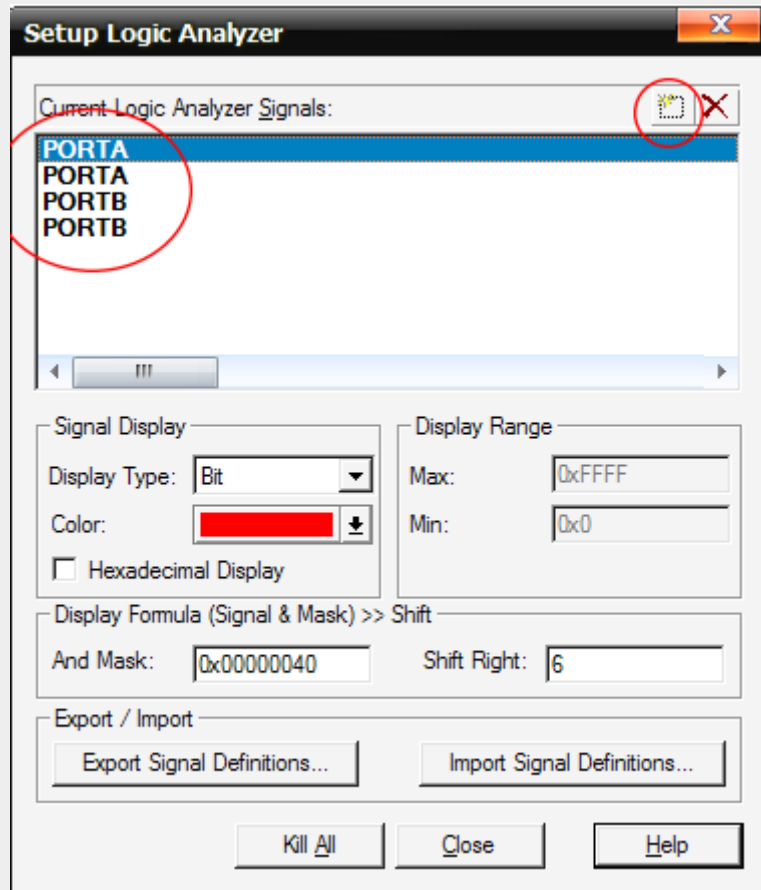 Setup Logic Analyzer
Current Logic Analyzer Signals:
PORTA
PORTA
PORTB
PORTB
Signal Display
Display Type: Bit
Color:
Hexadecimal Display
Display Range
Max: 0xFFFF
Min: 0x0
Display Formula (Signal & Mask) >> Shift
And Mask: 0x00000040 Shift Right: 6
Export / Import
Export Signal Definitions... Import Signal Definitions...
Kill All Close Help